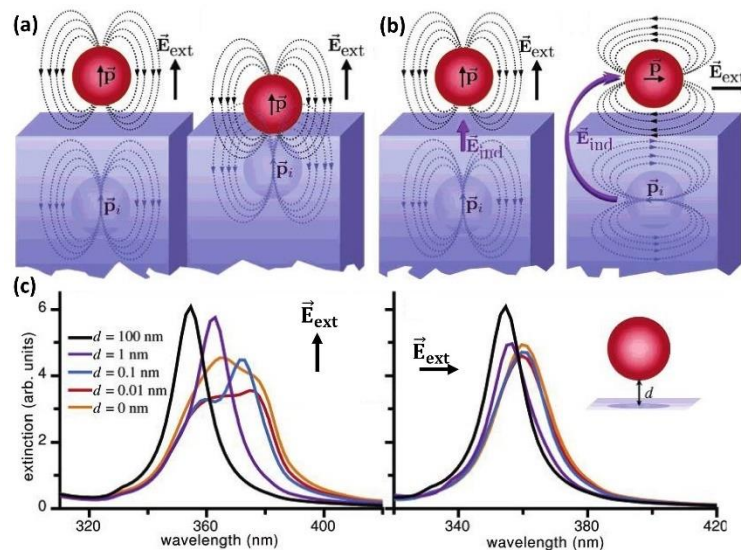 (a)
E⃗ext
p⃗
p⃗i
E⃗ext
p⃗
p⃗i
(b)
E⃗ext
p⃗
E⃗ind
p⃗i
E⃗ext
p⃗
E⃗ind
p⃗i
(c)
extinction (arb. units)
6
4
2
0
d = 100 nm
d = 1 nm
d = 0.1 nm
d = 0.01 nm
d = 0 nm
E⃗ext
320
360
400
wavelength (nm)
E⃗ext
d
340
380
420
wavelength (nm)